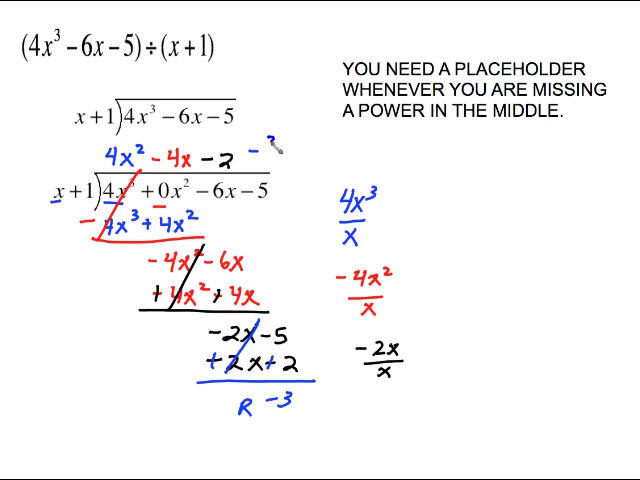 (4x³ – 6x – 5) ÷ (x + 1)
YOU NEED A PLACEHOLDER
WHENEVER YOU ARE MISSING
A POWER IN THE MIDDLE.
x + 1)4x³ – 6x – 5
4x² – 4x – 2 –
x + 1)4x³ + 0x² – 6x – 5
– 4x³ + 4x²
– 4x² – 6x
+ 4x² + 4x
– 2x – 5
+ 2x + 2
R – 3
4x³
x
– 4x²
x
– 2x
x